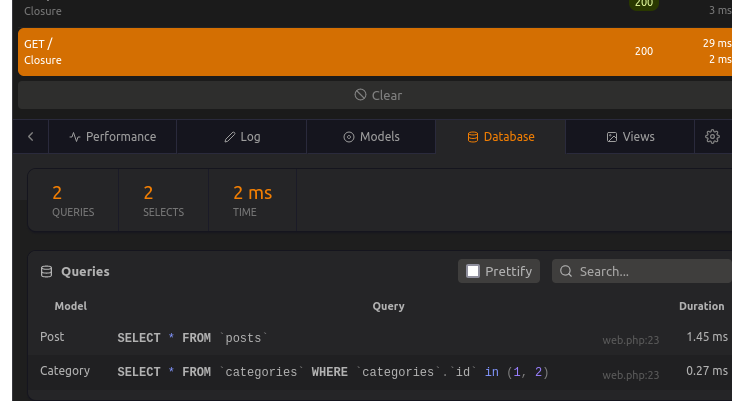 Closure
200
3 ms
GET /
Closure
200
29 ms
2 ms
Clear
Performance
Log
Models
Database
Views
2
QUERIES
2
SELECTS
2 ms
TIME
Queries
Prettify
Search...
Model Query Duration
Post SELECT * FROM `posts` web.php:23 1.45 ms
Category SELECT * FROM `categories` WHERE `categories`.`id` in (1, 2) web.php:23 0.27 ms